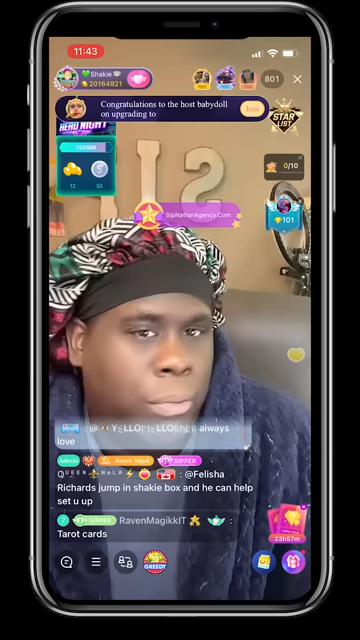 11:43
Shakie
20164921
801
Congratulations to the host babydoll
on upgrading to
Join
STAR
LIST
HERO NIGHT
12
50
0/10
SipNationAgency.Com
101
always
love
Admin
Room Top4
SIPPER
QUEEN NOLA : @Felisha
Richards jump in shakie box and he can help
set u up
SIPPER
RavenMagikkIT :
Tarot cards
23h57m
GREEDY